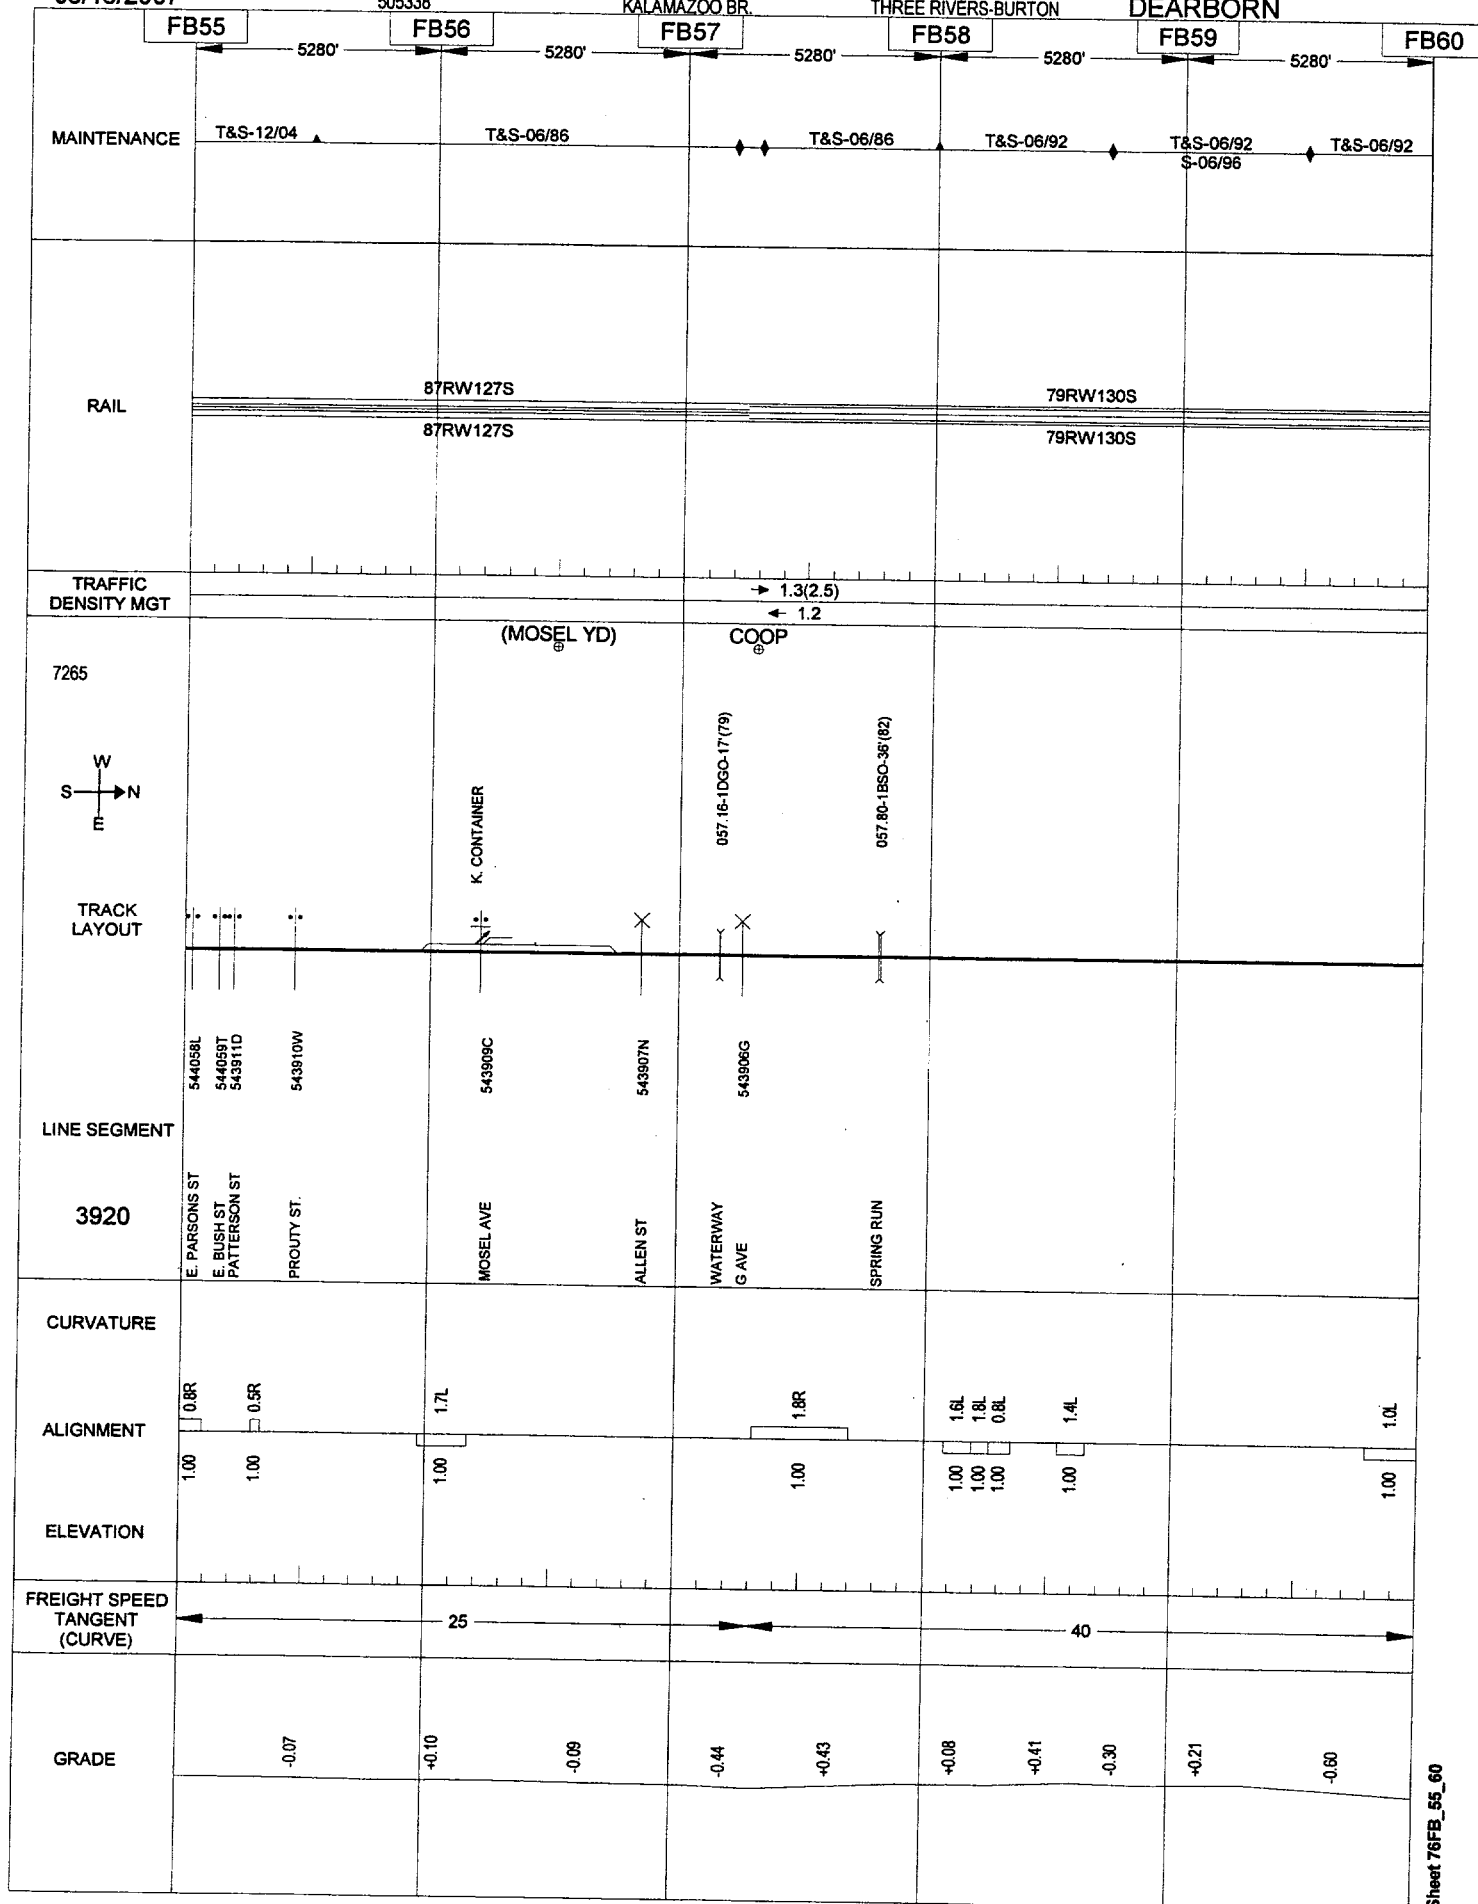 505338
KALAMAZOO BR.
THREE RIVERS-BURTON
DEARBORN
FB55
FB56
FB57
FB58
FB59
FB60
5280'
5280'
5280'
5280'
5280'
MAINTENANCE
T&S-12/04
T&S-06/86
T&S-06/86
T&S-06/92
T&S-06/92
S-06/96
T&S-06/92
RAIL
87RW127S
79RW130S
87RW127S
79RW130S
TRAFFIC
DENSITY MGT
1.3(2.5)
1.2
(MOSEL YD)
COOP
7265
W
S
N
E
K. CONTAINER
057.16-1DGO-17'(79)
057.80-1BSO-36'(82)
TRACK
LAYOUT
544058L
544059T
543911D
543910W
543909C
543907N
543906G
LINE SEGMENT
3920
E. PARSONS ST
E. BUSH ST
PATTERSON ST
PROUTY ST.
MOSEL AVE
ALLEN ST
WATERWAY
G AVE
SPRING RUN
CURVATURE
ALIGNMENT
0.8R
0.5R
1.7L
1.8R
1.6L
1.8L
0.8L
1.4L
1.0L
1.00
1.00
1.00
1.00
1.00
1.00
1.00
1.00
1.00
ELEVATION
FREIGHT SPEED
TANGENT
(CURVE)
25
40
GRADE
-0.07
+0.10
-0.09
-0.44
+0.43
+0.08
+0.41
-0.30
+0.21
-0.60
Sheet 76FB_55_60